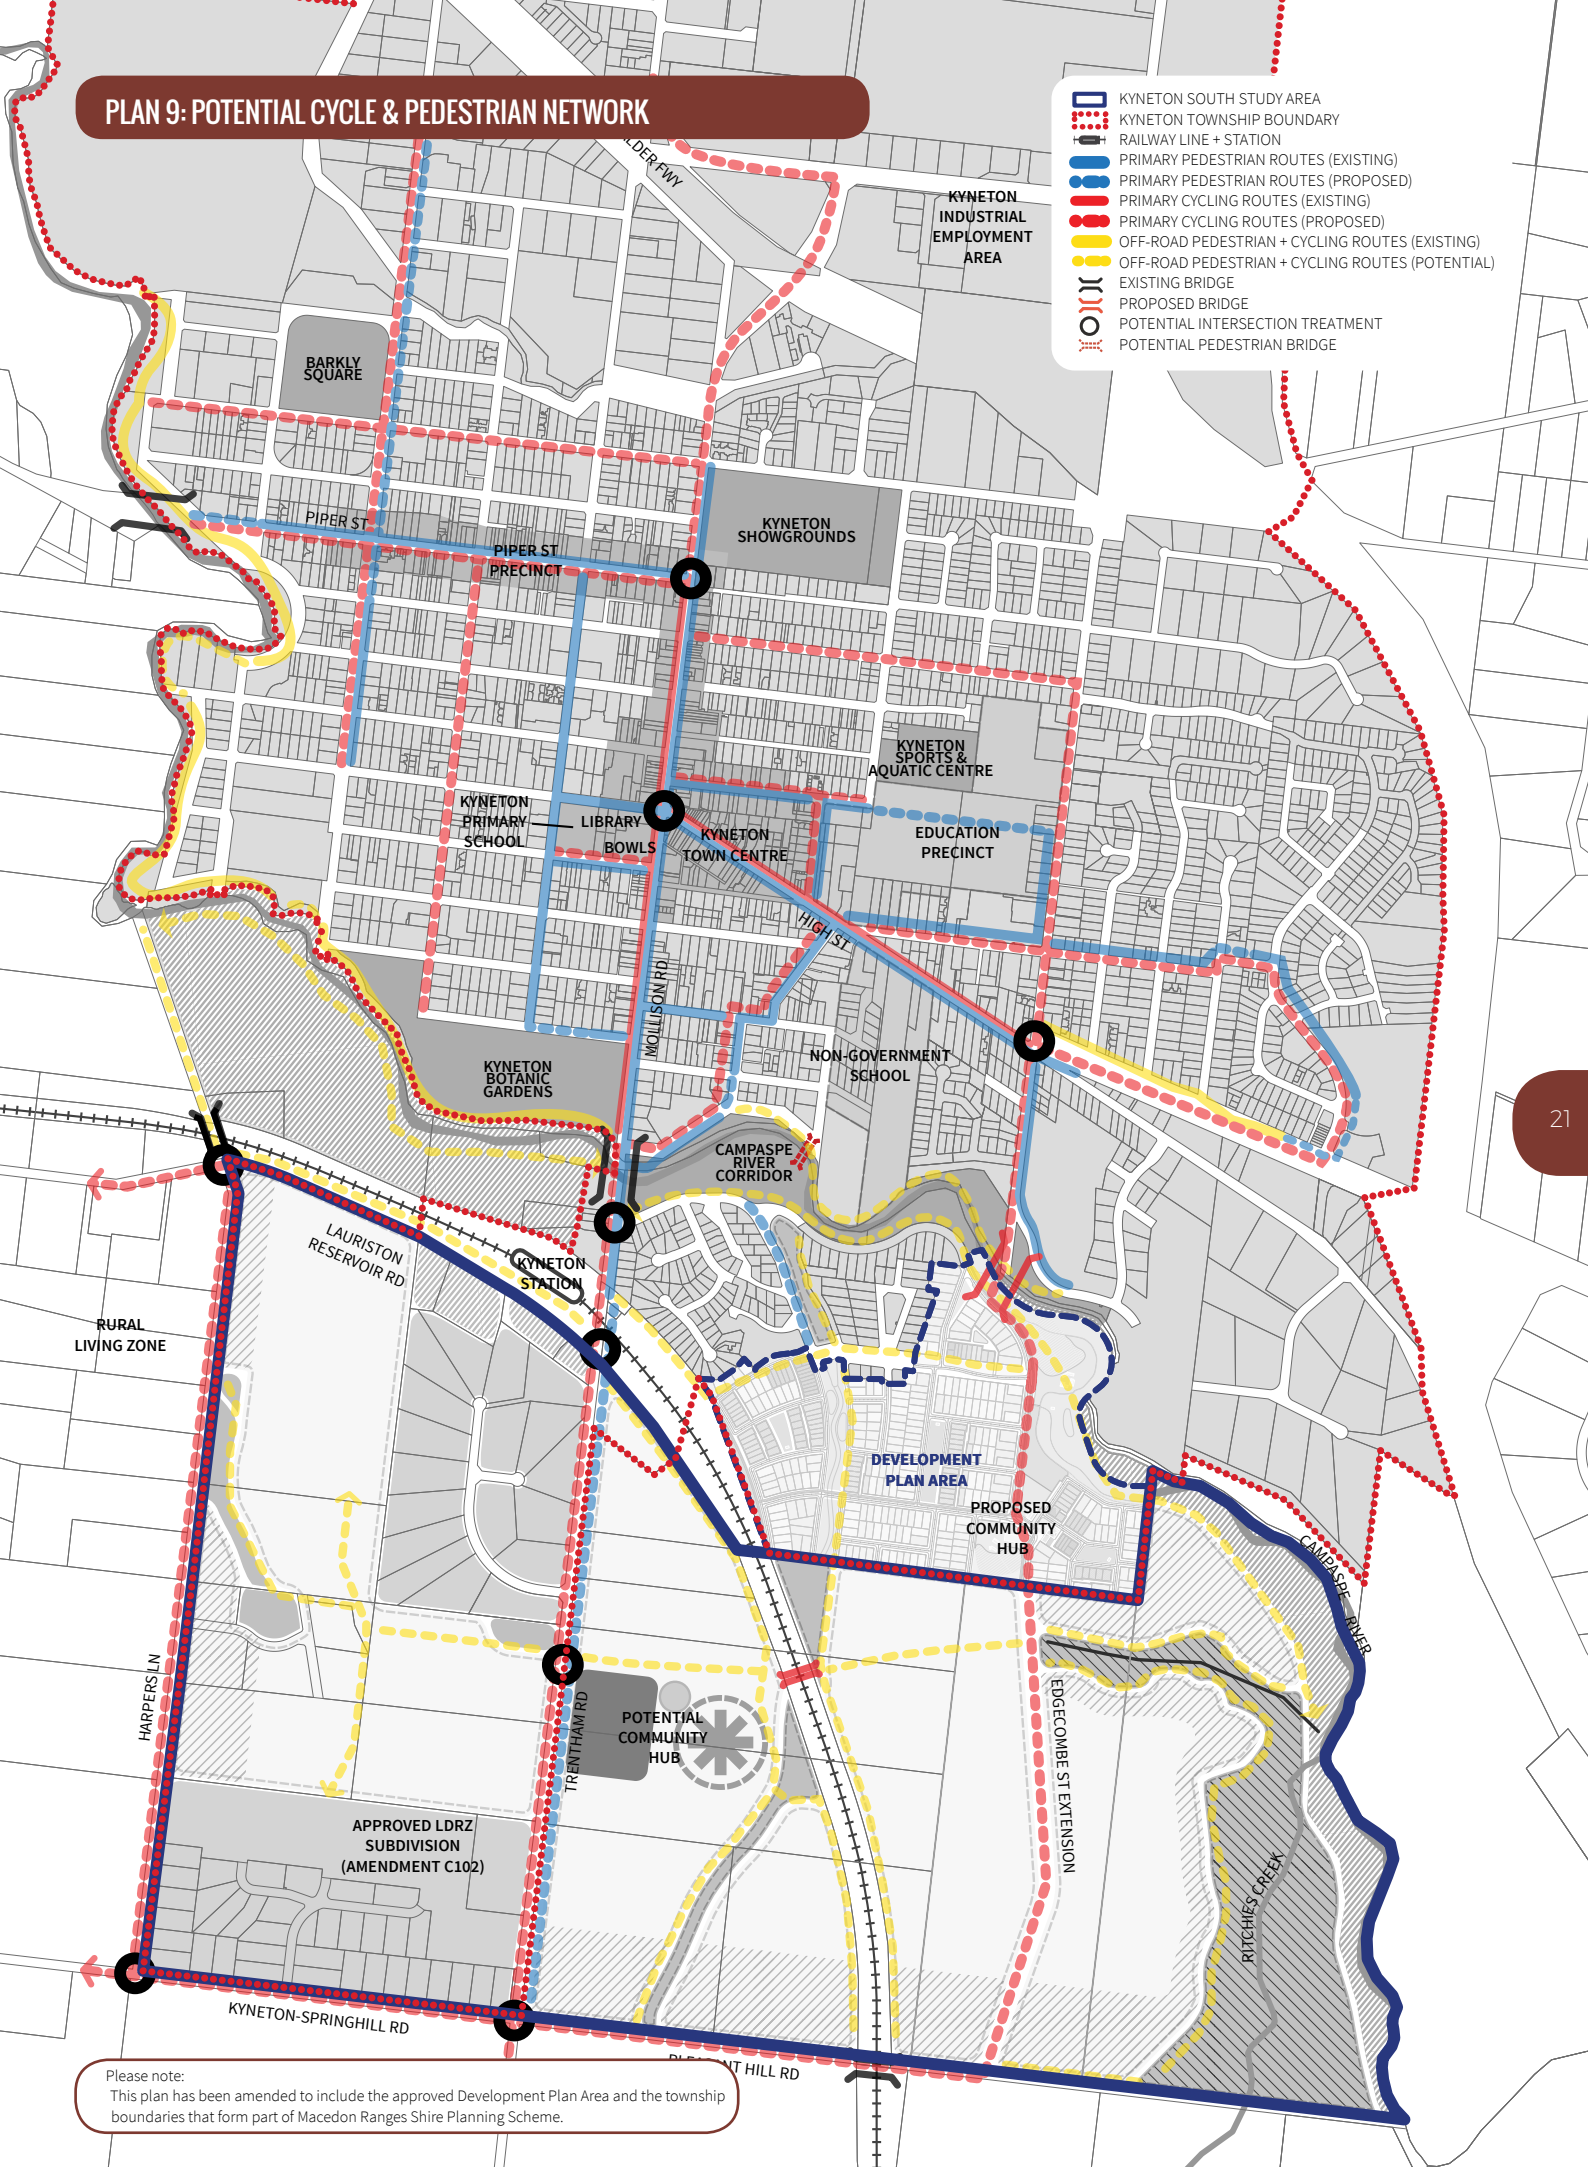 PLAN 9: POTENTIAL CYCLE & PEDESTRIAN NETWORK
KYNETON SOUTH STUDY AREA
KYNETON TOWNSHIP BOUNDARY
RAILWAY LINE + STATION
PRIMARY PEDESTRIAN ROUTES (EXISTING)
PRIMARY PEDESTRIAN ROUTES (PROPOSED)
PRIMARY CYCLING ROUTES (EXISTING)
PRIMARY CYCLING ROUTES (PROPOSED)
OFF-ROAD PEDESTRIAN + CYCLING ROUTES (EXISTING)
OFF-ROAD PEDESTRIAN + CYCLING ROUTES (POTENTIAL)
EXISTING BRIDGE
PROPOSED BRIDGE
POTENTIAL INTERSECTION TREATMENT
POTENTIAL PEDESTRIAN BRIDGE
LDER FWY
KYNETON
INDUSTRIAL
EMPLOYMENT
AREA
BARKLY
SQUARE
PIPER ST
PIPER ST
PRECINCT
KYNETON
SHOWGROUNDS
KYNETON
SPORTS &
AQUATIC CENTRE
KYNETON
PRIMARY
SCHOOL
LIBRARY
BOWLS
KYNETON
TOWN CENTRE
EDUCATION
PRECINCT
HIGH ST
MOLLISON RD
NON-GOVERNMENT
SCHOOL
KYNETON
BOTANIC
GARDENS
21
CAMPASPE
RIVER
CORRIDOR
LAURISTON
RESERVOIR RD
KYNETON
STATION
RURAL
LIVING ZONE
DEVELOPMENT
PLAN AREA
PROPOSED
COMMUNITY
HUB
CAMPASPE RIVER
HARPERS LN
TRENTHAM RD
POTENTIAL
COMMUNITY
HUB
EDGECOMBE ST EXTENSION
APPROVED LDRZ
SUBDIVISION
(AMENDMENT C102)
RITCHIES CREEK
KYNETON-SPRINGHILL RD
HILL RD
Please note:
This plan has been amended to include the approved Development Plan Area and the township
boundaries that form part of Macedon Ranges Shire Planning Scheme.